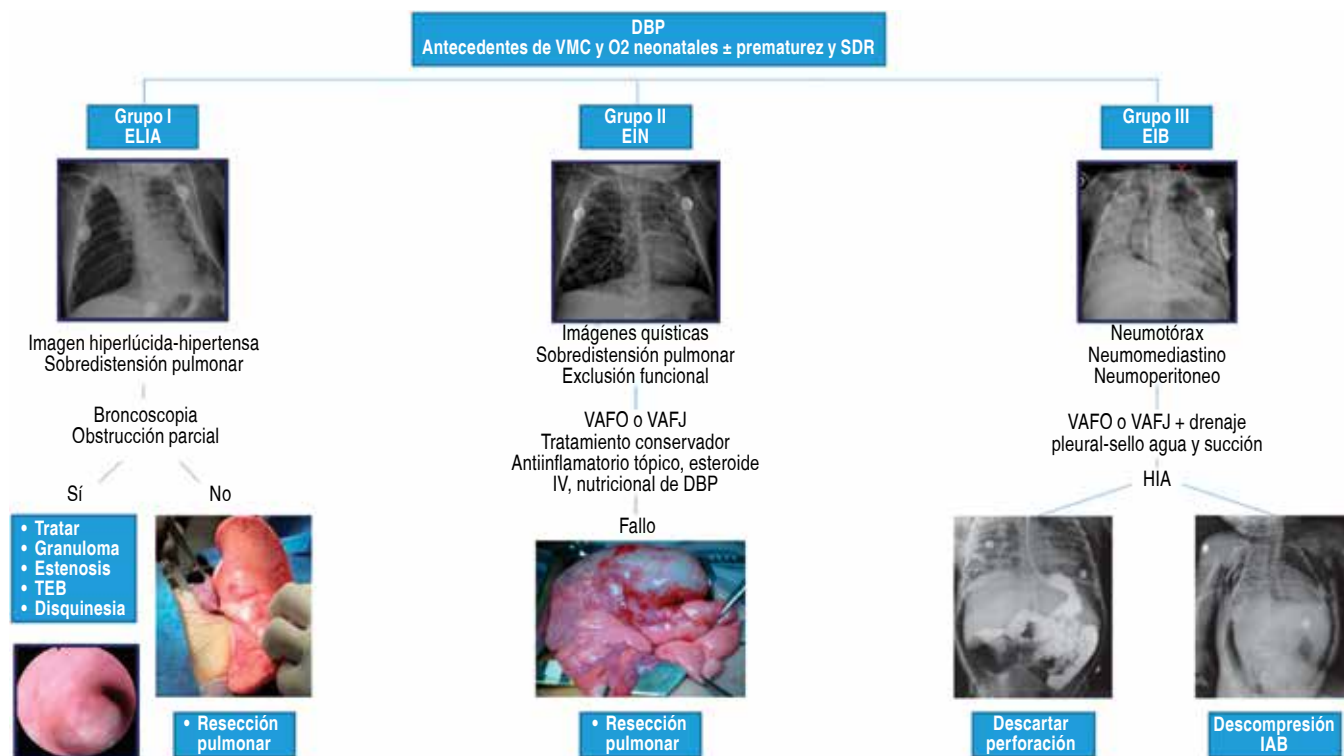 DBP
Antecedentes de VMC y O2 neonatales ± prematurez y SDR
Grupo I
ELIA
Imagen hiperlúcida-hipertensa
Sobredistensión pulmonar
Broncoscopia
Obstrucción parcial
Sí
No
• Tratar
• Granuloma
• Estenosis
• TEB
• Disquinesia
• Resección
pulmonar
Grupo II
EIN
Imágenes quísticas
Sobredistensión pulmonar
Exclusión funcional
VAFO o VAFJ
Tratamiento conservador
Antiinflamatorio tópico, esteroide
IV, nutricional de DBP
Fallo
• Resección
pulmonar
Grupo III
EIB
Neumotórax
Neumomediastino
Neumoperitoneo
VAFO o VAFJ + drenaje
pleural-sello agua y succión
HIA
Descartar
perforación
Descompresión
IAB